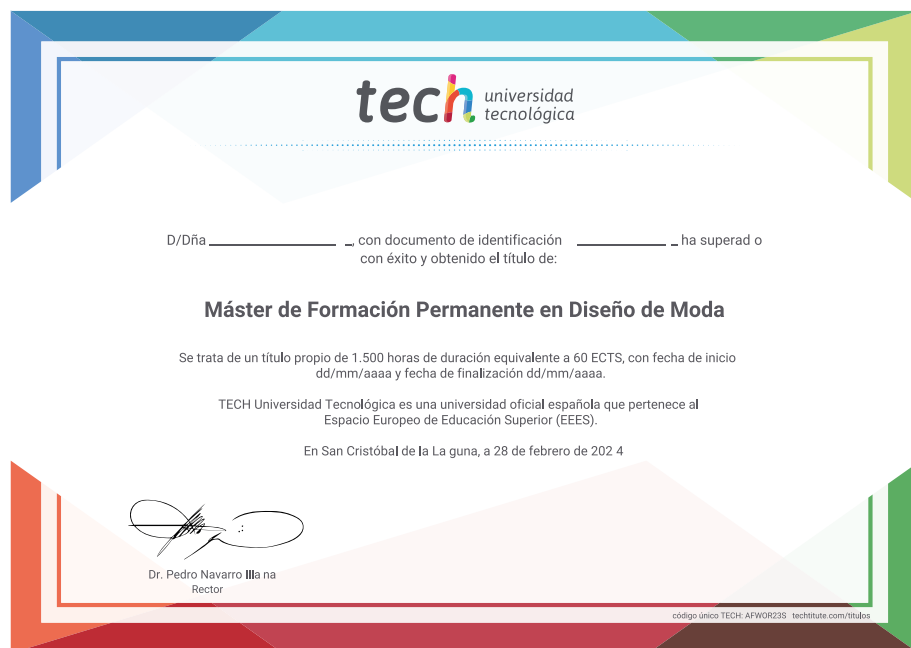 tech universidad
tecnológica
D/Dña ____________ _, con documento de identificación ____________ _ ha superad o
con éxito y obtenido el título de:
Máster de Formación Permanente en Diseño de Moda
Se trata de un título propio de 1.500 horas de duración equivalente a 60 ECTS, con fecha de inicio
dd/mm/aaaa y fecha de finalización dd/mm/aaaa.
TECH Universidad Tecnológica es una universidad oficial española que pertenece al
Espacio Europeo de Educación Superior (EEES).
En San Cristóbal de la La guna, a 28 de febrero de 202 4
Dr. Pedro Navarro Illa na
Rector
código único TECH: AFWOR23S techtitute.com/titulos